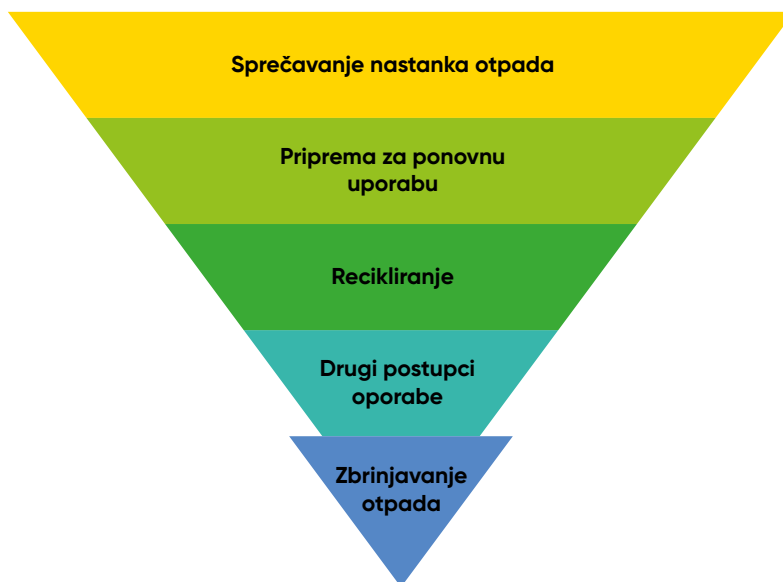 Sprečavanje nastanka otpada
Priprema za ponovnu
uporabu
Recikliranje
Drugi postupci
oporabe
Zbrinjavanje
otpada